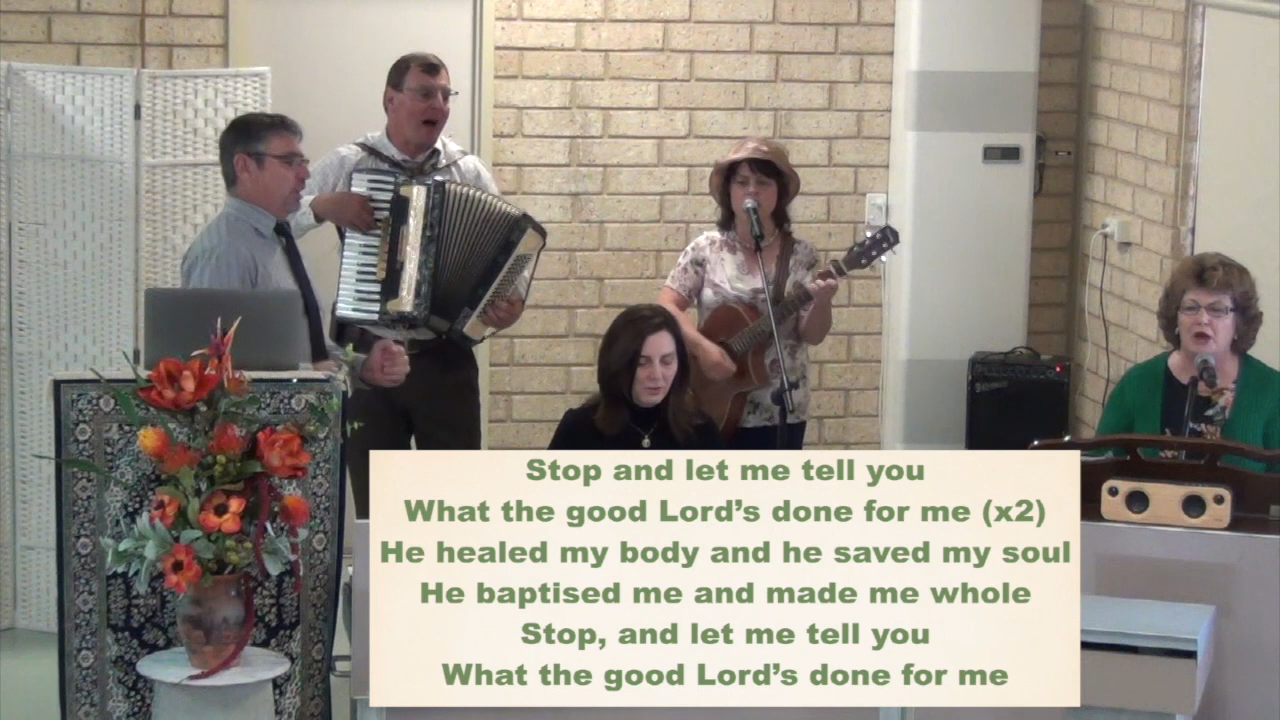 Stop and let me tell you
What the good Lord's done for me (x2)
He healed my body and he saved my soul
He baptised me and made me whole
Stop, and let me tell you
What the good Lord's done for me